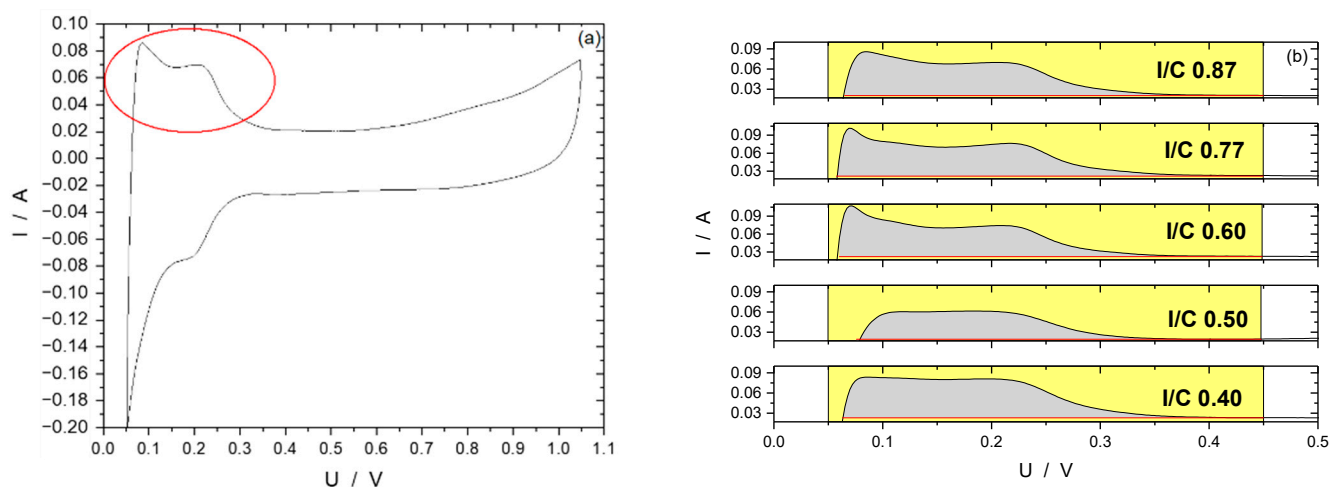 (a)
I / A
0.10
0.08
0.06
0.04
0.02
0.00
−0.02
−0.04
−0.06
−0.08
−0.10
−0.12
−0.14
−0.16
−0.18
−0.20
0.0 0.1 0.2 0.3 0.4 0.5 0.6 0.7 0.8 0.9 1.0 1.1
U / V
(b)
I / A
0.09
0.06
0.03
I/C 0.87
0.09
0.06
0.03
I/C 0.77
0.09
0.06
0.03
I/C 0.60
0.09
0.06
0.03
I/C 0.50
0.09
0.06
0.03
I/C 0.40
0.0 0.1 0.2 0.3 0.4 0.5
U / V